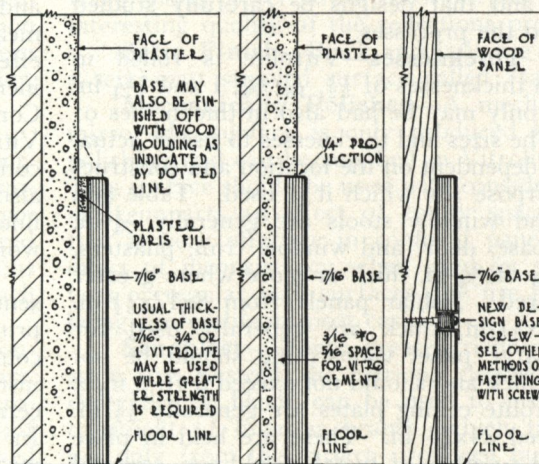 FACE OF
PLASTER
BASE MAY
ALSO BE FIN-
ISHED OFF
WITH WOOD
MOULDING AS
INDICATED
BY DOTTED
LINE.
PLASTER
PARIS FILL
7/16" BASE
USUAL THICK-
NESS OF BASE
7/16". 3/4" OR
1" VITROLITE
MAY BE USED
WHERE GREAT-
ER STRENGTH
IS REQUIRED
FLOOR LINE
FACE OF
PLASTER
1/4" PRO-
JECTION
7/16" BASE
3/16" TO
5/16" SPACE
FOR VITRO
CEMENT.
FLOOR
LINE
FACE OF
WOOD
PANEL
7/16" BASE
NEW DE-
SIGN BASE
SCREW-
SEE OTHER
METHODS OF
FASTENING
WITH SCREW
FLOOR
LINE